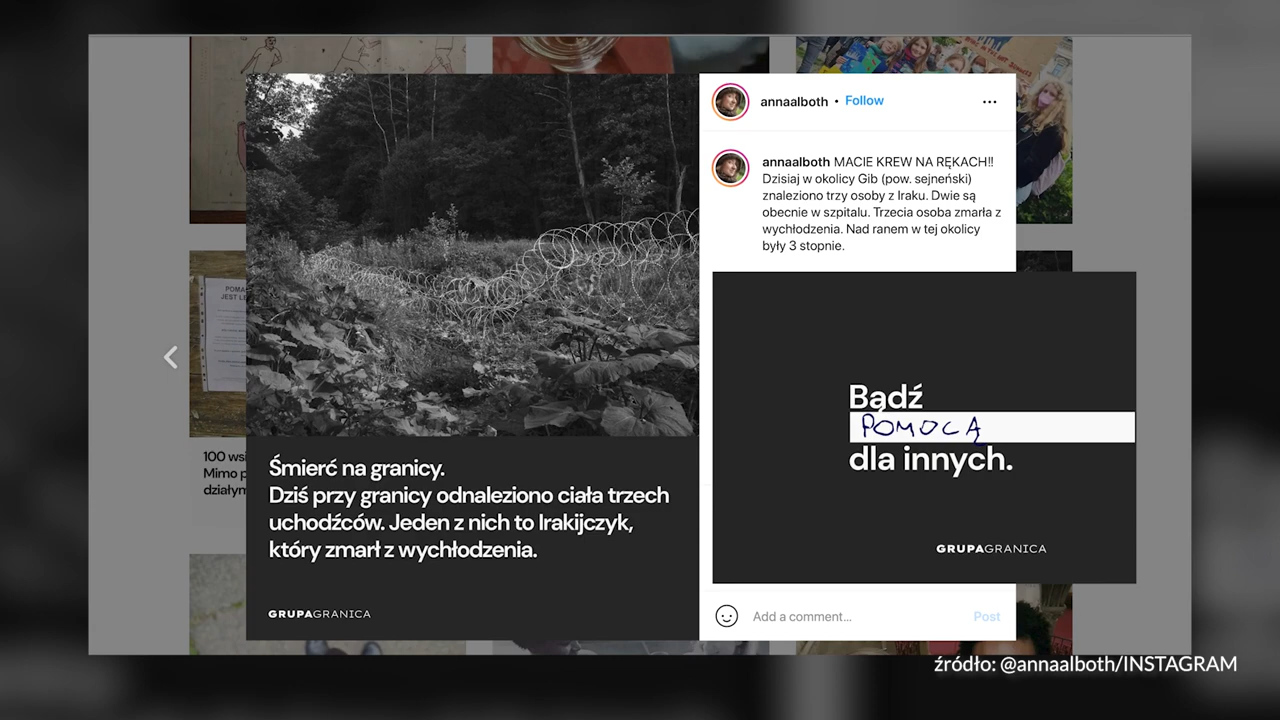 annaalboth • Follow
annaalboth MACIE KREW NA RĘKACH!!
Dzisiaj w okolicy Gib (pow. sejneński)
znaleziono trzy osoby z Iraku. Dwie są
obecnie w szpitalu. Trzecia osoba zmarła z
wychłodzenia. Nad ranem w tej okolicy
były 3 stopnie.
Śmierć na granicy.
Dziś przy granicy odnaleziono ciała trzech
uchodźców. Jeden z nich to Irakijczyk,
który zmarł z wychłodzenia.
GRUPAGRANICA
Bądź
POMOCĄ
dla innych.
GRUPAGRANICA
Add a comment...
Post
100
Mimo
źródło: @annaalboth/INSTAGRAM